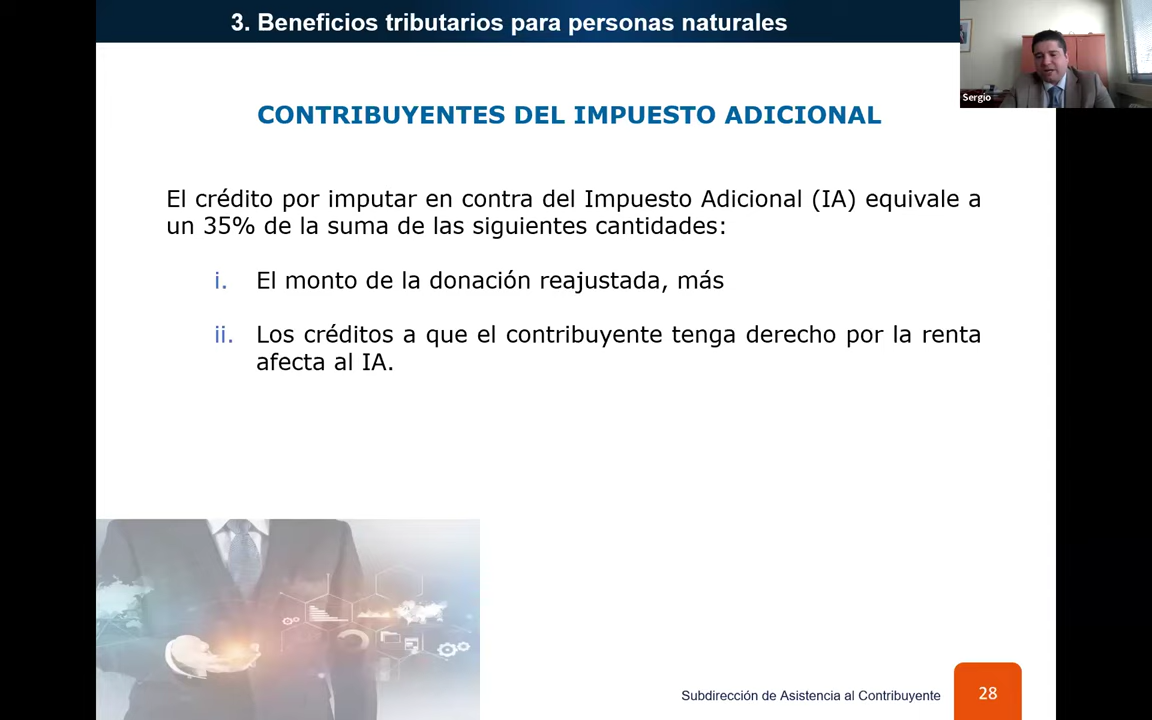 3. Beneficios tributarios para personas naturales
Sergio
CONTRIBUYENTES DEL IMPUESTO ADICIONAL
El crédito por imputar en contra del Impuesto Adicional (IA) equivale a
un 35% de la suma de las siguientes cantidades:
i. El monto de la donación reajustada, más
ii. Los créditos a que el contribuyente tenga derecho por la renta
afecta al IA.
Subdirección de Asistencia al Contribuyente
28